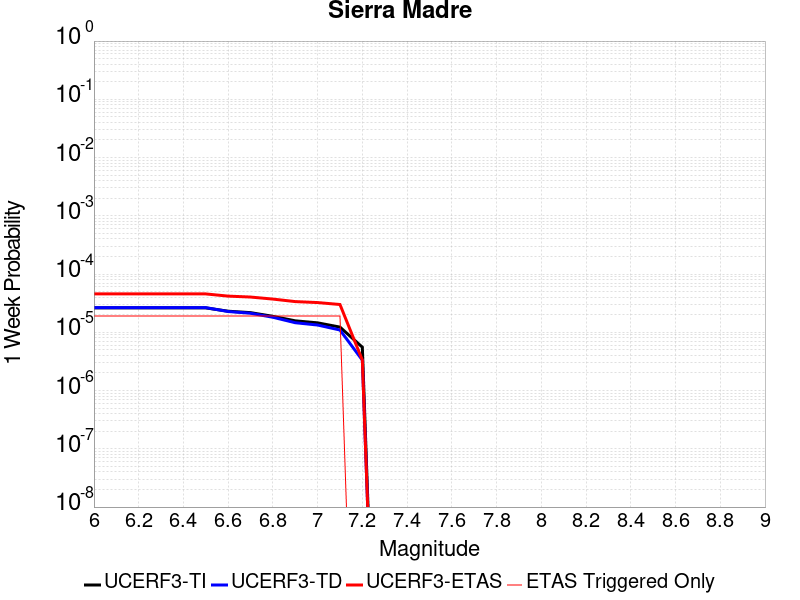 Sierra Madre
10^0
10^-1
10^-2
10^-3
10^-4
10^-5
10^-6
10^-7
10^-8
1 Week Probability
6 6.2 6.4 6.6 6.8 7 7.2 7.4 7.6 7.8 8 8.2 8.4 8.6 8.8 9
Magnitude
UCERF3-TI UCERF3-TD UCERF3-ETAS ETAS Triggered Only